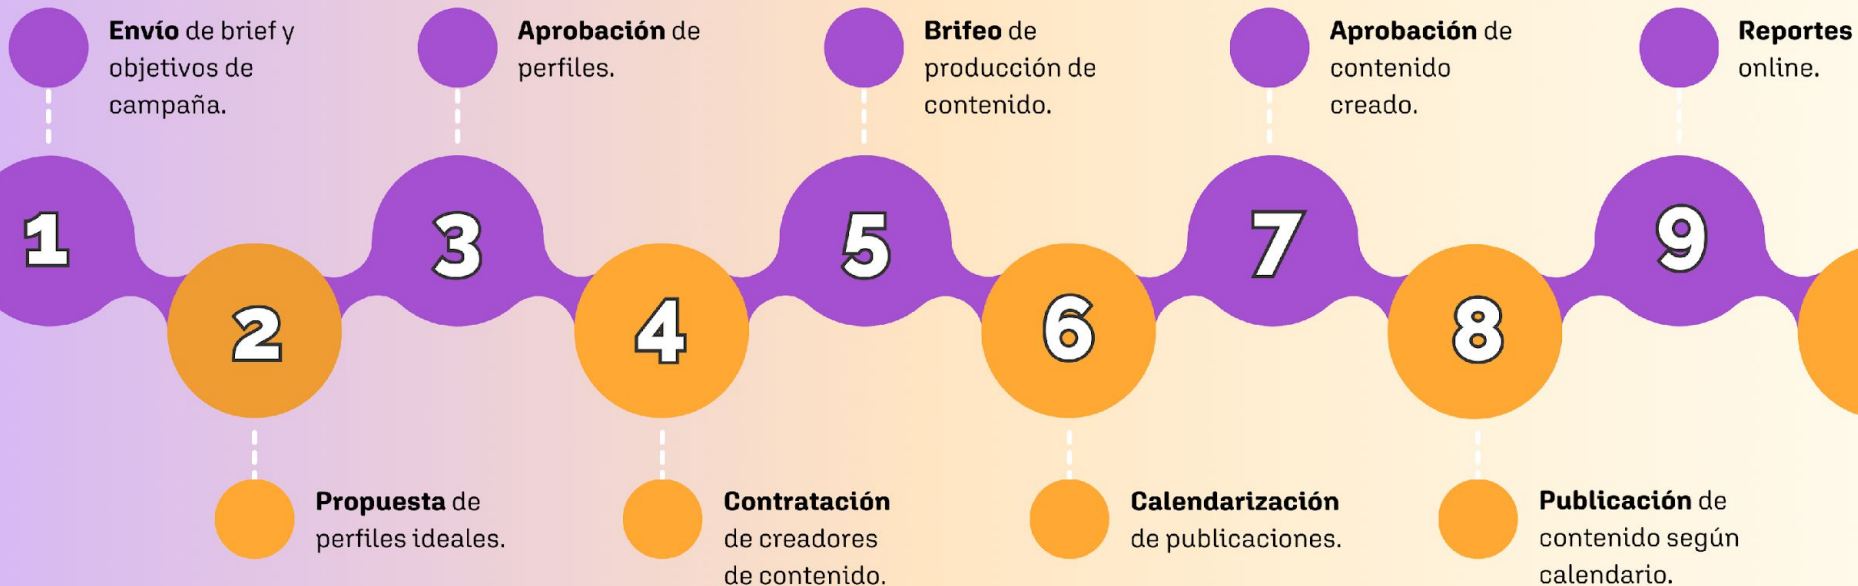 1
Envío de brief y
objetivos de
campaña.
2
Propuesta de
perfiles ideales.
3
Aprobación de
perfiles.
4
Contratación
de creadores
de contenido.
5
Brifeo de
producción de
contenido.
6
Calendarización
de publicaciones.
7
Aprobación de
contenido
creado.
8
Publicación de
contenido según
calendario.
9
Reportes
online.